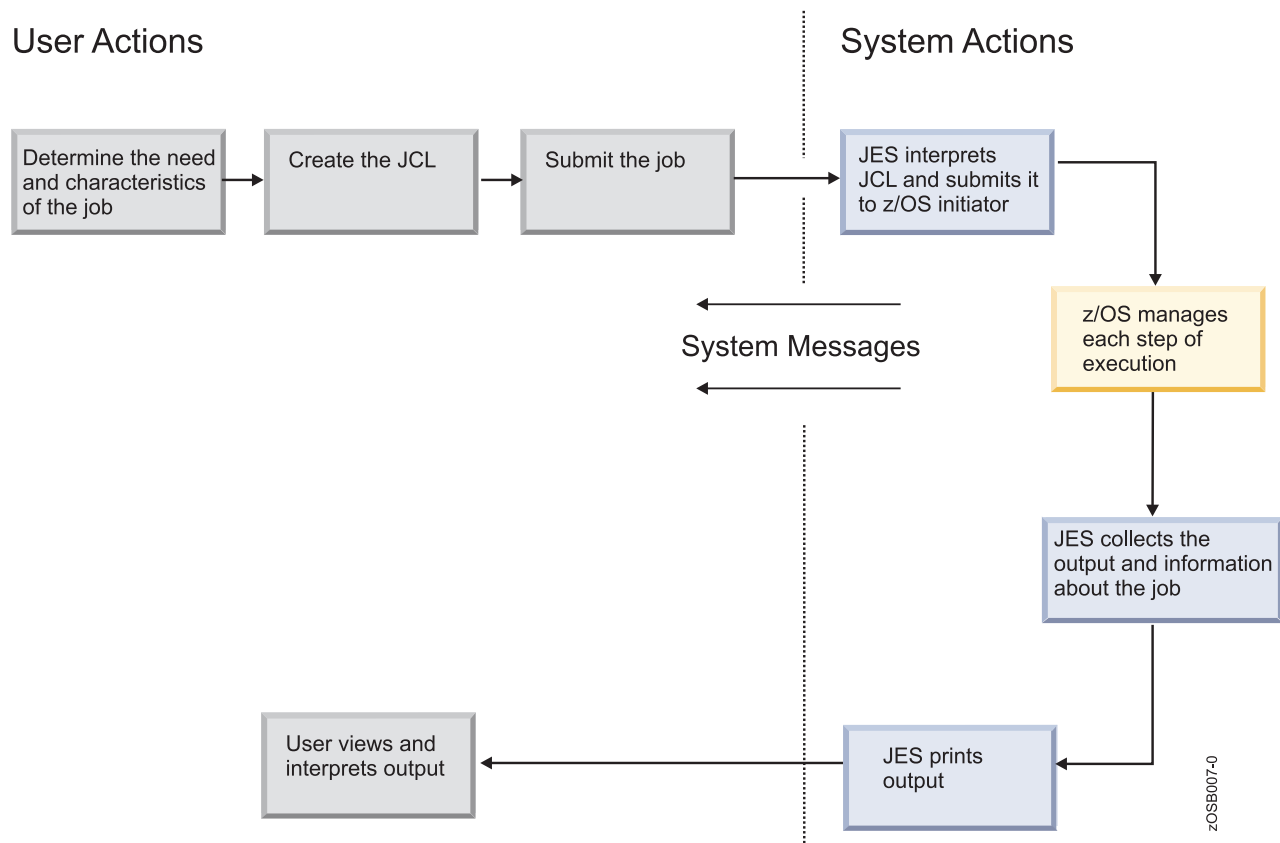 User Actions
System Actions
Determine the need
and characteristics
of the job
Create the JCL
Submit the job
JES interprets
JCL and submits it
to z/OS initiator
z/OS manages
each step of
execution
System Messages
JES collects the
output and information
about the job
User views and
interprets output
JES prints
output
zOSB007-0